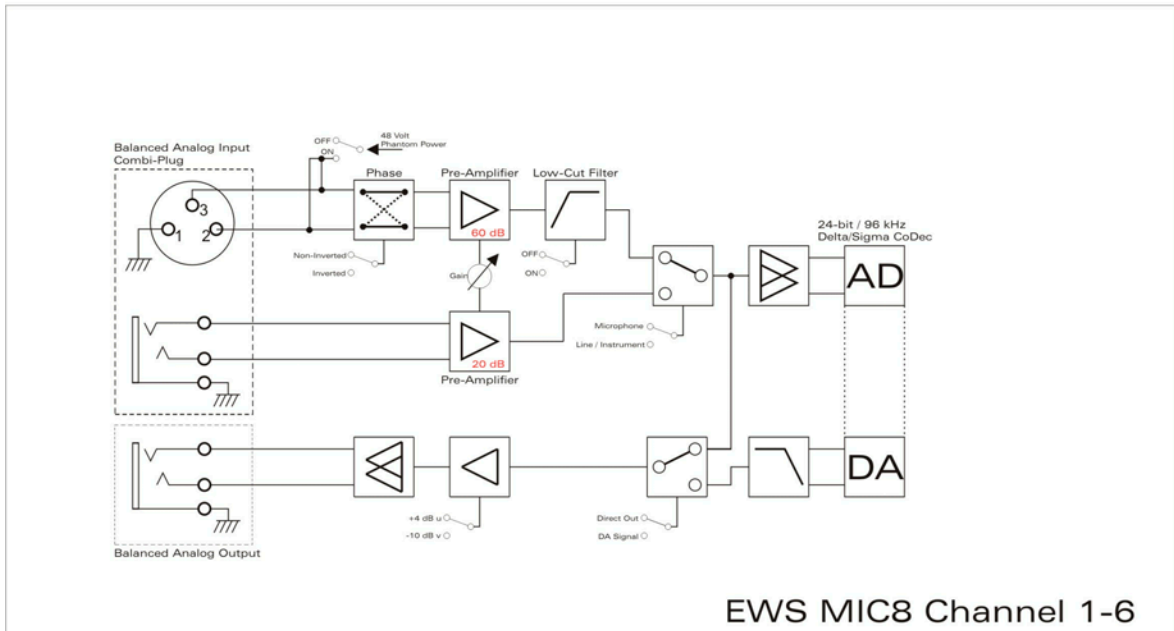 48 Volt
Phantom Power
OFF
ON
Balanced Analog Input
Combi-Plug
Phase
Pre-Amplifier
Low-Cut Filter
3
1
2
60 dB
24-bit / 96 kHz
Delta/Sigma CoDec
Non-Inverted
Inverted
Gain
OFF
ON
AD
Microphone
Line / Instrument
20 dB
Pre-Amplifier
DA
+4 dB u
-10 dB v
Direct Out
DA Signal
Balanced Analog Output
EWS MIC8 Channel 1-6